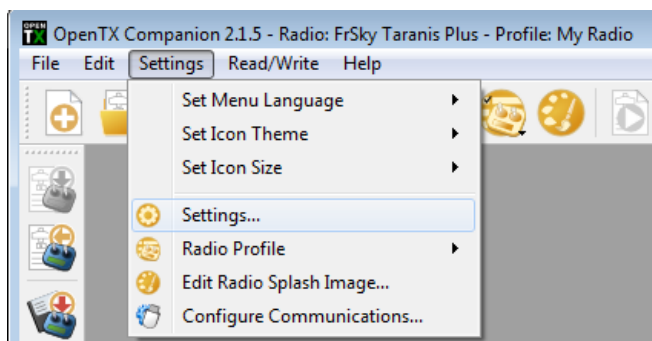 OPEN TX OpenTX Companion 2.1.5 - Radio: FrSky Taranis Plus - Profile: My Radio
File Edit Settings Read/Write Help
Set Menu Language
Set Icon Theme
Set Icon Size
Settings...
Radio Profile
Edit Radio Splash Image...
Configure Communications...